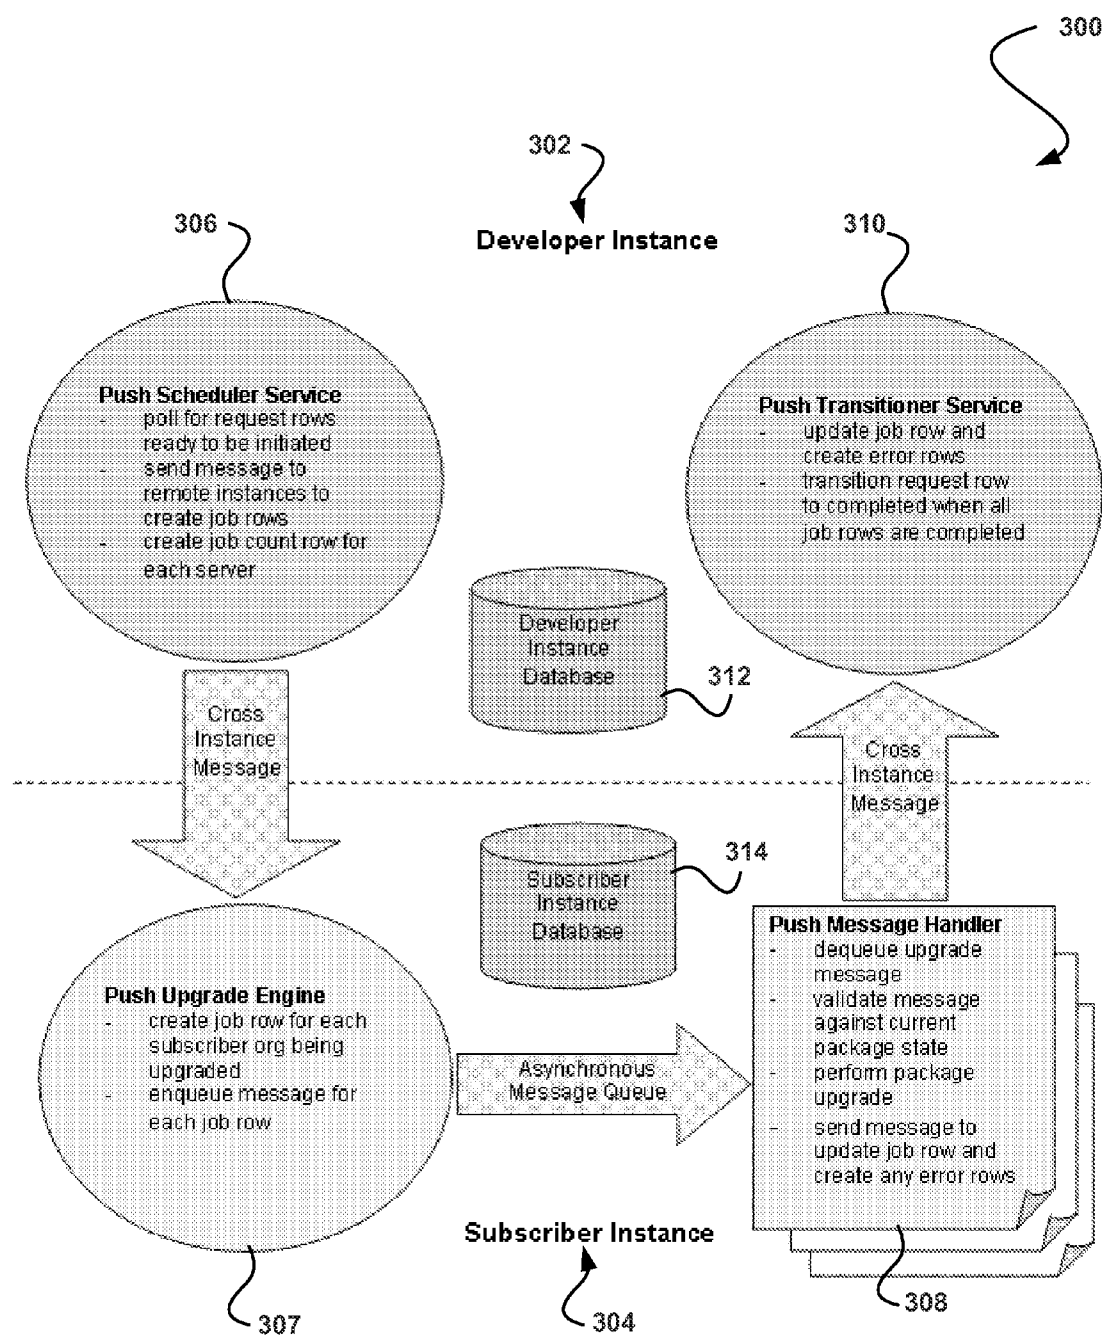 300
302
Developer Instance
306
310
Push Scheduler Service
- poll for request rows
ready to be initiated
- send message to
remote instances to
create job rows
- create job count row for
each server
Push Transitioner Service
- update job row and
create error rows
- transition request row
to completed when all
job rows are completed
Developer
Instance
Database
312
Cross
Instance
Message
Cross
Instance
Message
Subscriber
Instance
Database
314
Push Upgrade Engine
- create job row for each
subscriber org being
upgraded
- enqueue message for
each job row
Asynchronous
Message Queue
Push Message Handler
- dequeue upgrade
message
- validate message
against current
package state
- perform package
upgrade
- send message to
update job row and
create any error rows
Subscriber Instance
307
304
308